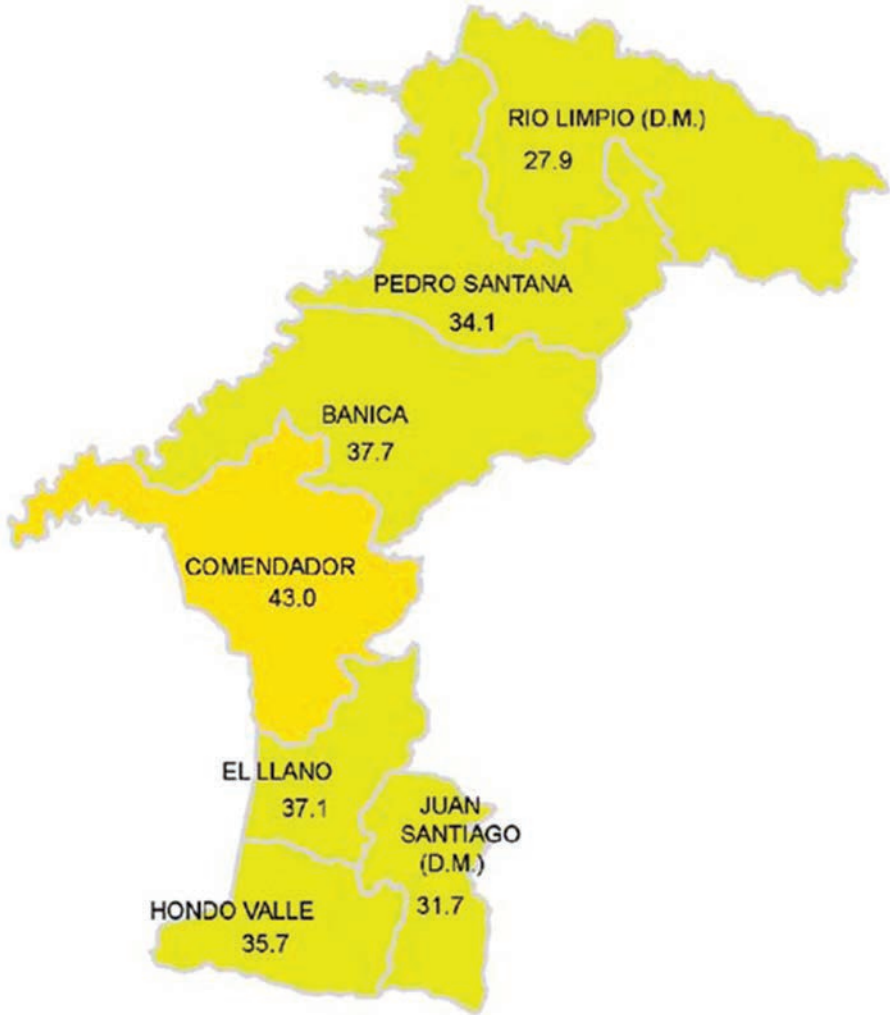 RIO LIMPIO (D.M.)
27.9
PEDRO SANTANA
34.1
BANICA
37.7
COMENDADOR
43.0
EL LLANO
37.1
JUAN
SANTIAGO
(D.M.)
31.7
HONDO VALLE
35.7